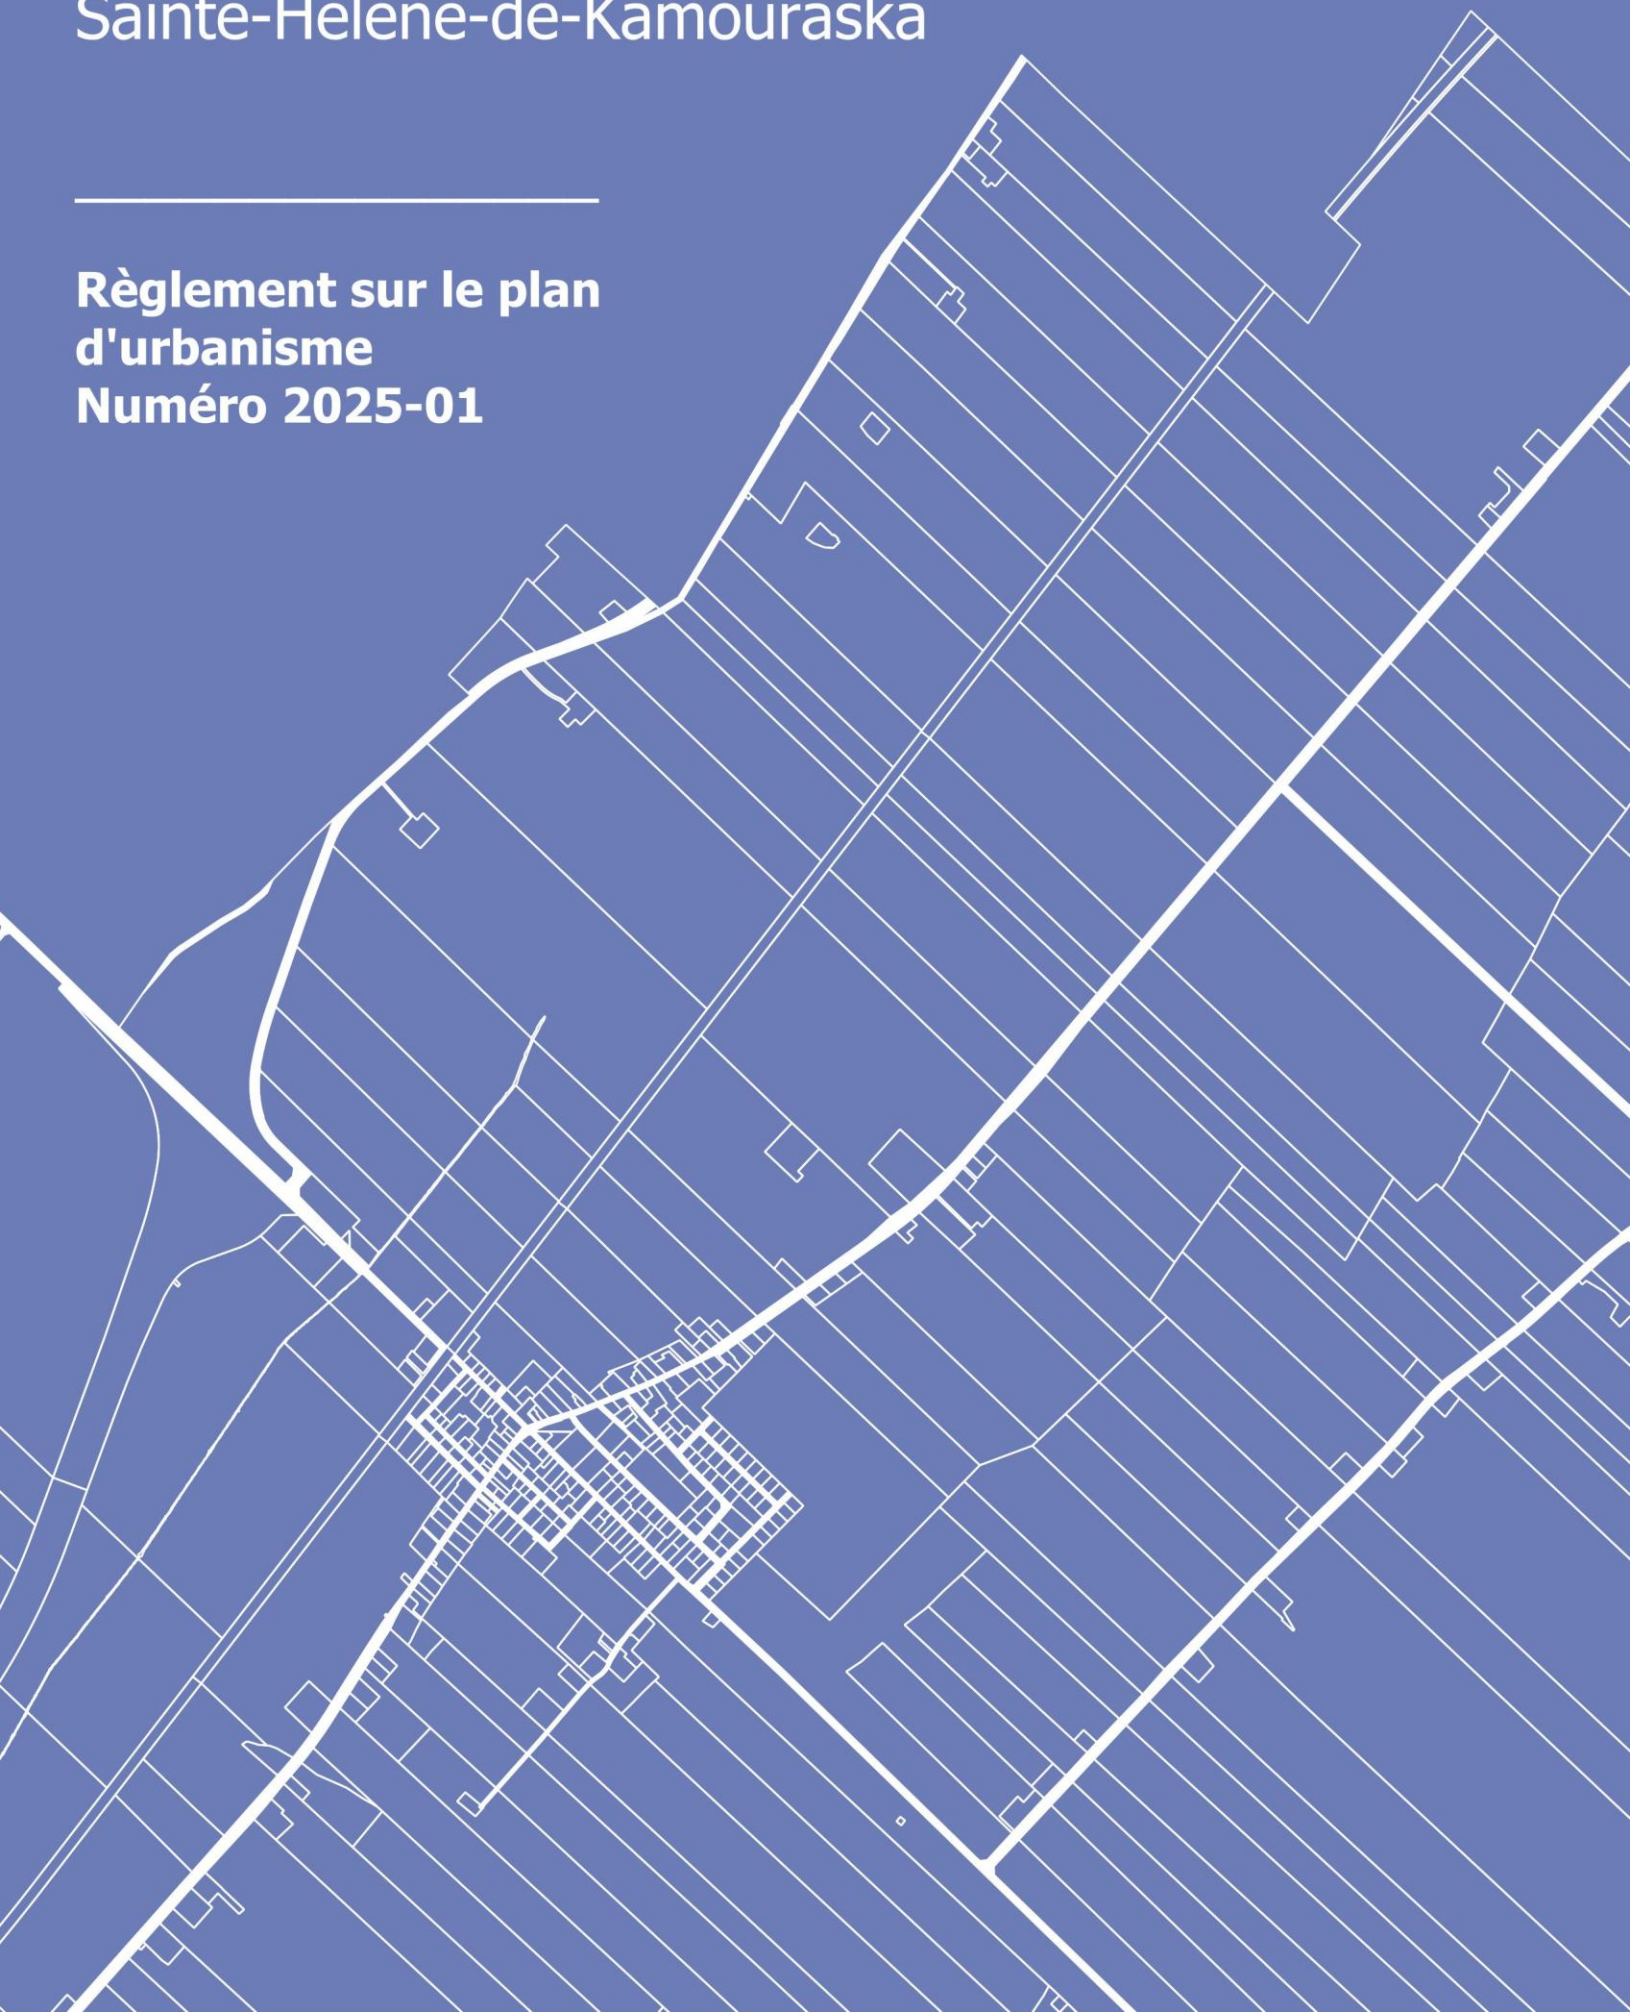 Sainte-Hélène-de-Kamouraska
Règlement sur le plan
d'urbanisme
Numéro 2025-01